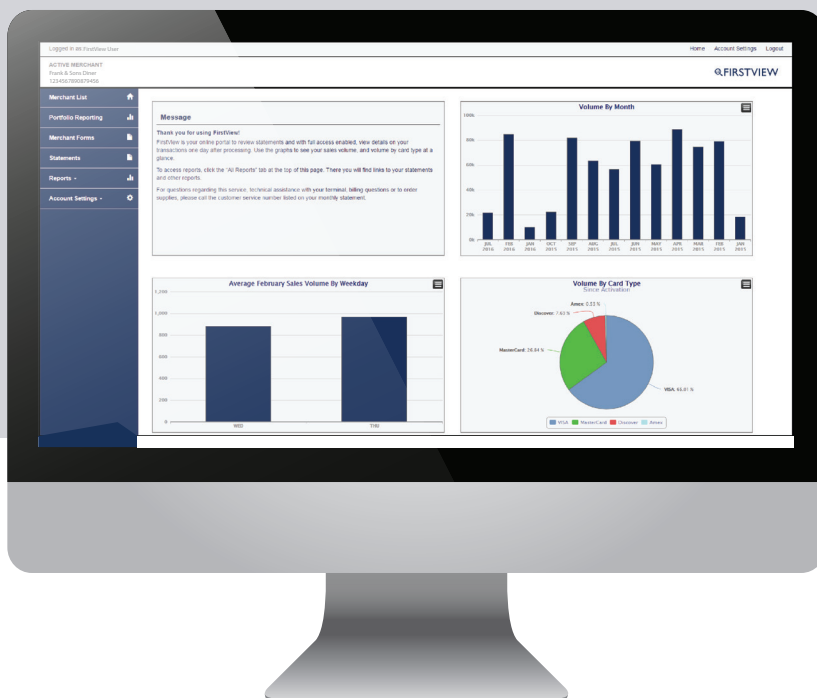 Logged in as FirstView User
Home Account Settings Logout
ACTIVE MERCHANT
Frank & Sons Diner
1234567890879456
FIRSTVIEW
Merchant List
Portfolio Reporting
Merchant Forms
Statements
Reports -
Account Settings -
Message
Thank you for using FirstView!
FirstView is your online portal to review statements and with full access enabled, view details on your
transactions one day after processing. Use the graphs to see your sales volume, and volume by card type at a
glance.
To access reports, click the "All Reports" tab at the top of this page. There you will find links to your statements
and other reports.
For questions regarding this service, technical assistance with your terminal, billing questions or to order
supplies, please call the customer service number listed on your monthly statement.
Volume By Month
100k
80k
60k
40k
20k
0k
JUL FEB JAN OCT SEP AUG JUL JUN MAY APR MAR FEB JAN
2016 2016 2016 2015 2015 2015 2015 2015 2015 2015 2015 2015 2015
Average February Sales Volume By Weekday
1,200
1,000
800
600
400
200
0
WED THU
Volume By Card Type
Since Activation
Amex: 0.53 %
Discover: 7.62 %
MasterCard: 26.84 %
VISA: 65.01 %
VISA MasterCard Discover Amex